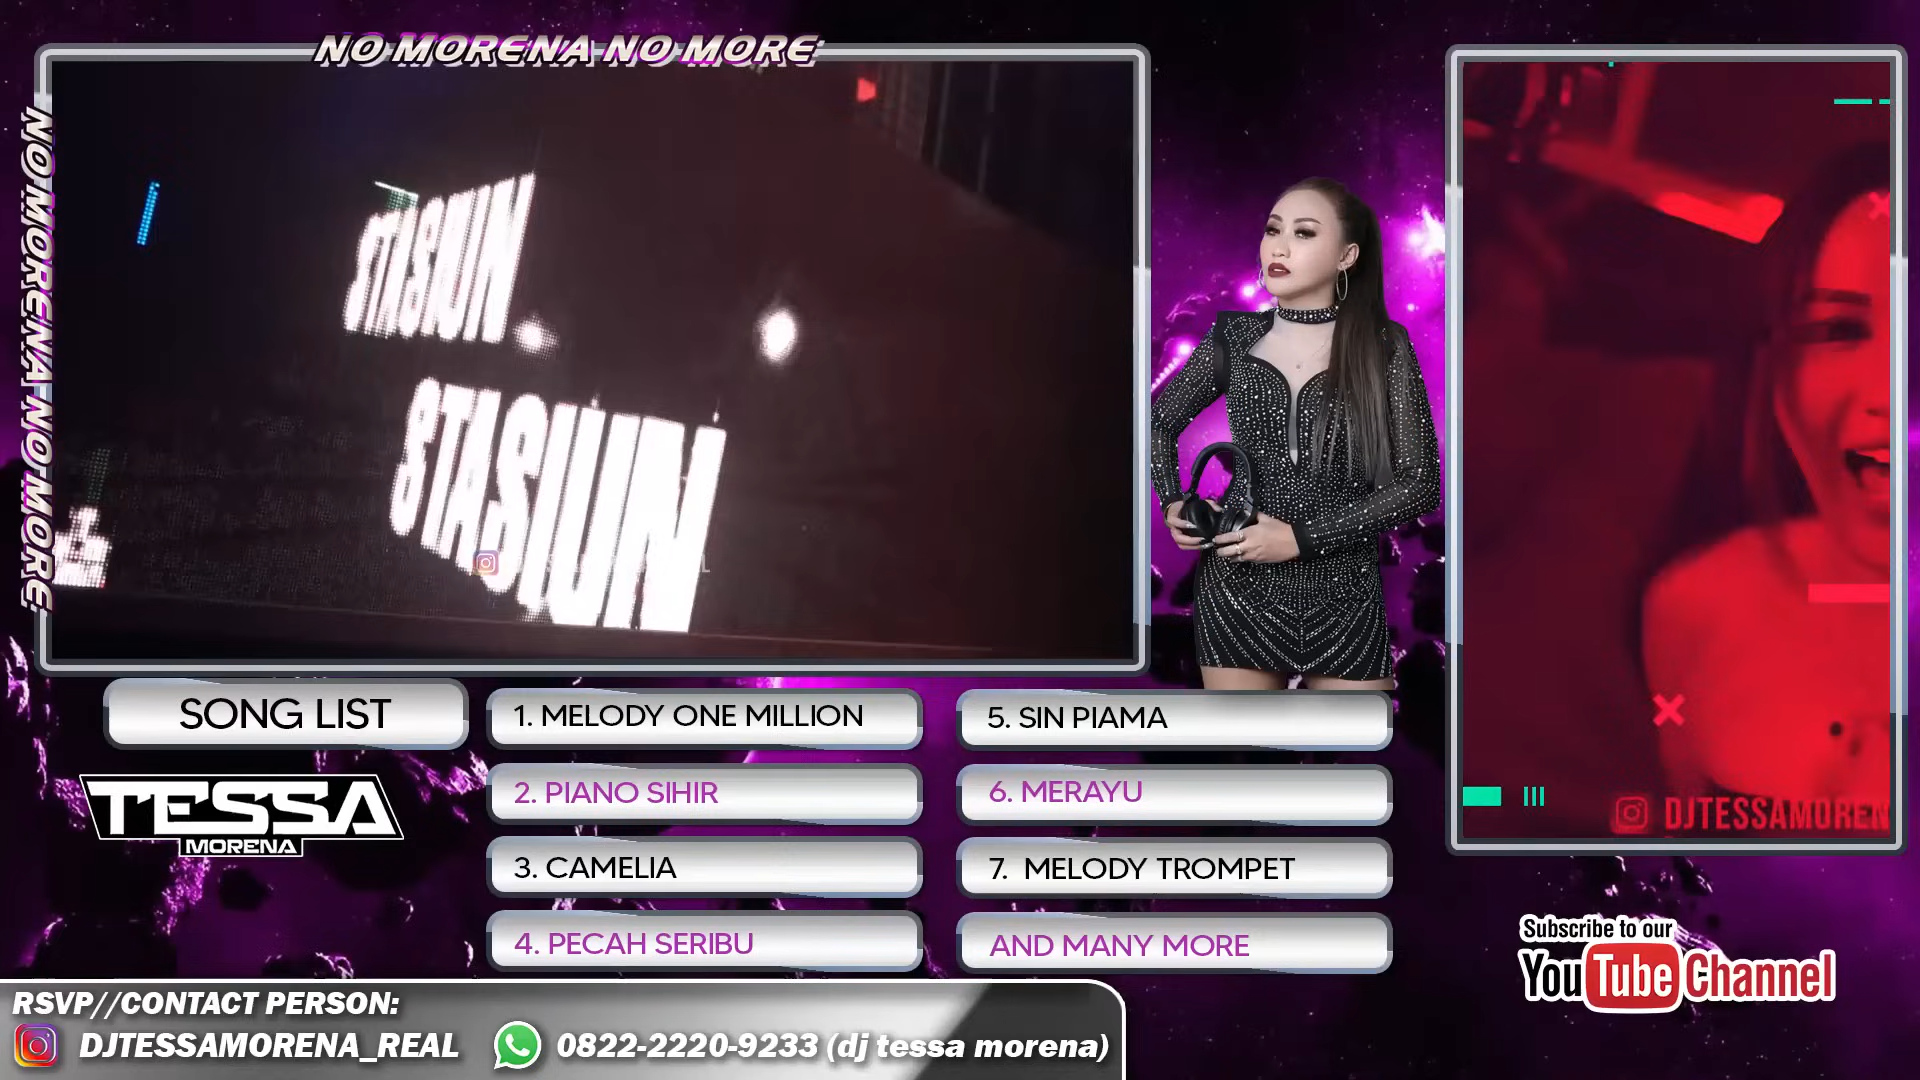 NO MORENA NO MORE
NO MORENA NO MORE
STASIUN
STASIUN
SONG LIST
1. MELODY ONE MILLION
2. PIANO SIHIR
3. CAMELIA
4. PECAH SERIBU
5. SIN PIAMA
6. MERAYU
7. MELODY TROMPET
AND MANY MORE
TESSA
MORENA
DJTESSAMOREN
Subscribe to our
YouTube Channel
RSVP//CONTACT PERSON:
DJTESSAMORENA_REAL
0822-2220-9233 (dj tessa morena)